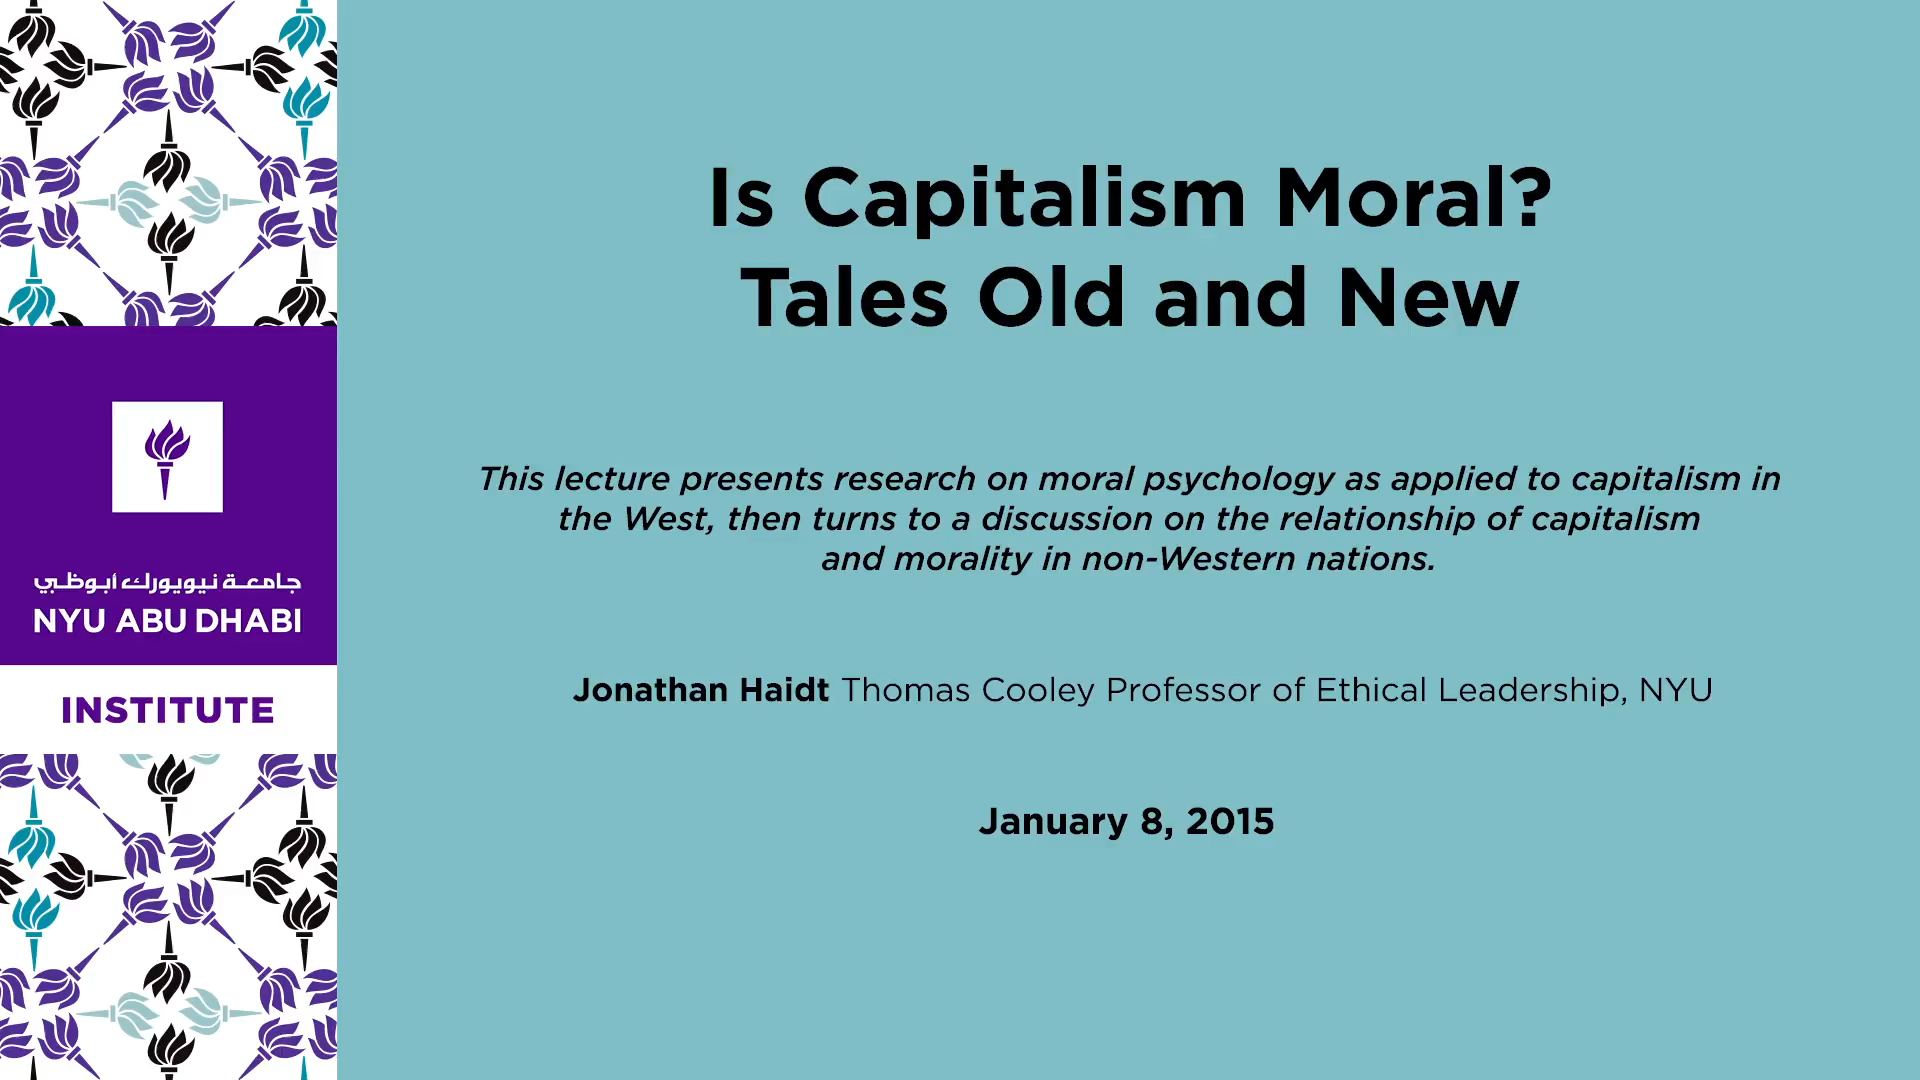 Is Capitalism Moral?
Tales Old and New
This lecture presents research on moral psychology as applied to capitalism in
the West, then turns to a discussion on the relationship of capitalism
and morality in non-Western nations.
Jonathan Haidt Thomas Cooley Professor of Ethical Leadership, NYU
January 8, 2015
جامعة نيويورك أبوظبي
NYU ABU DHABI
INSTITUTE